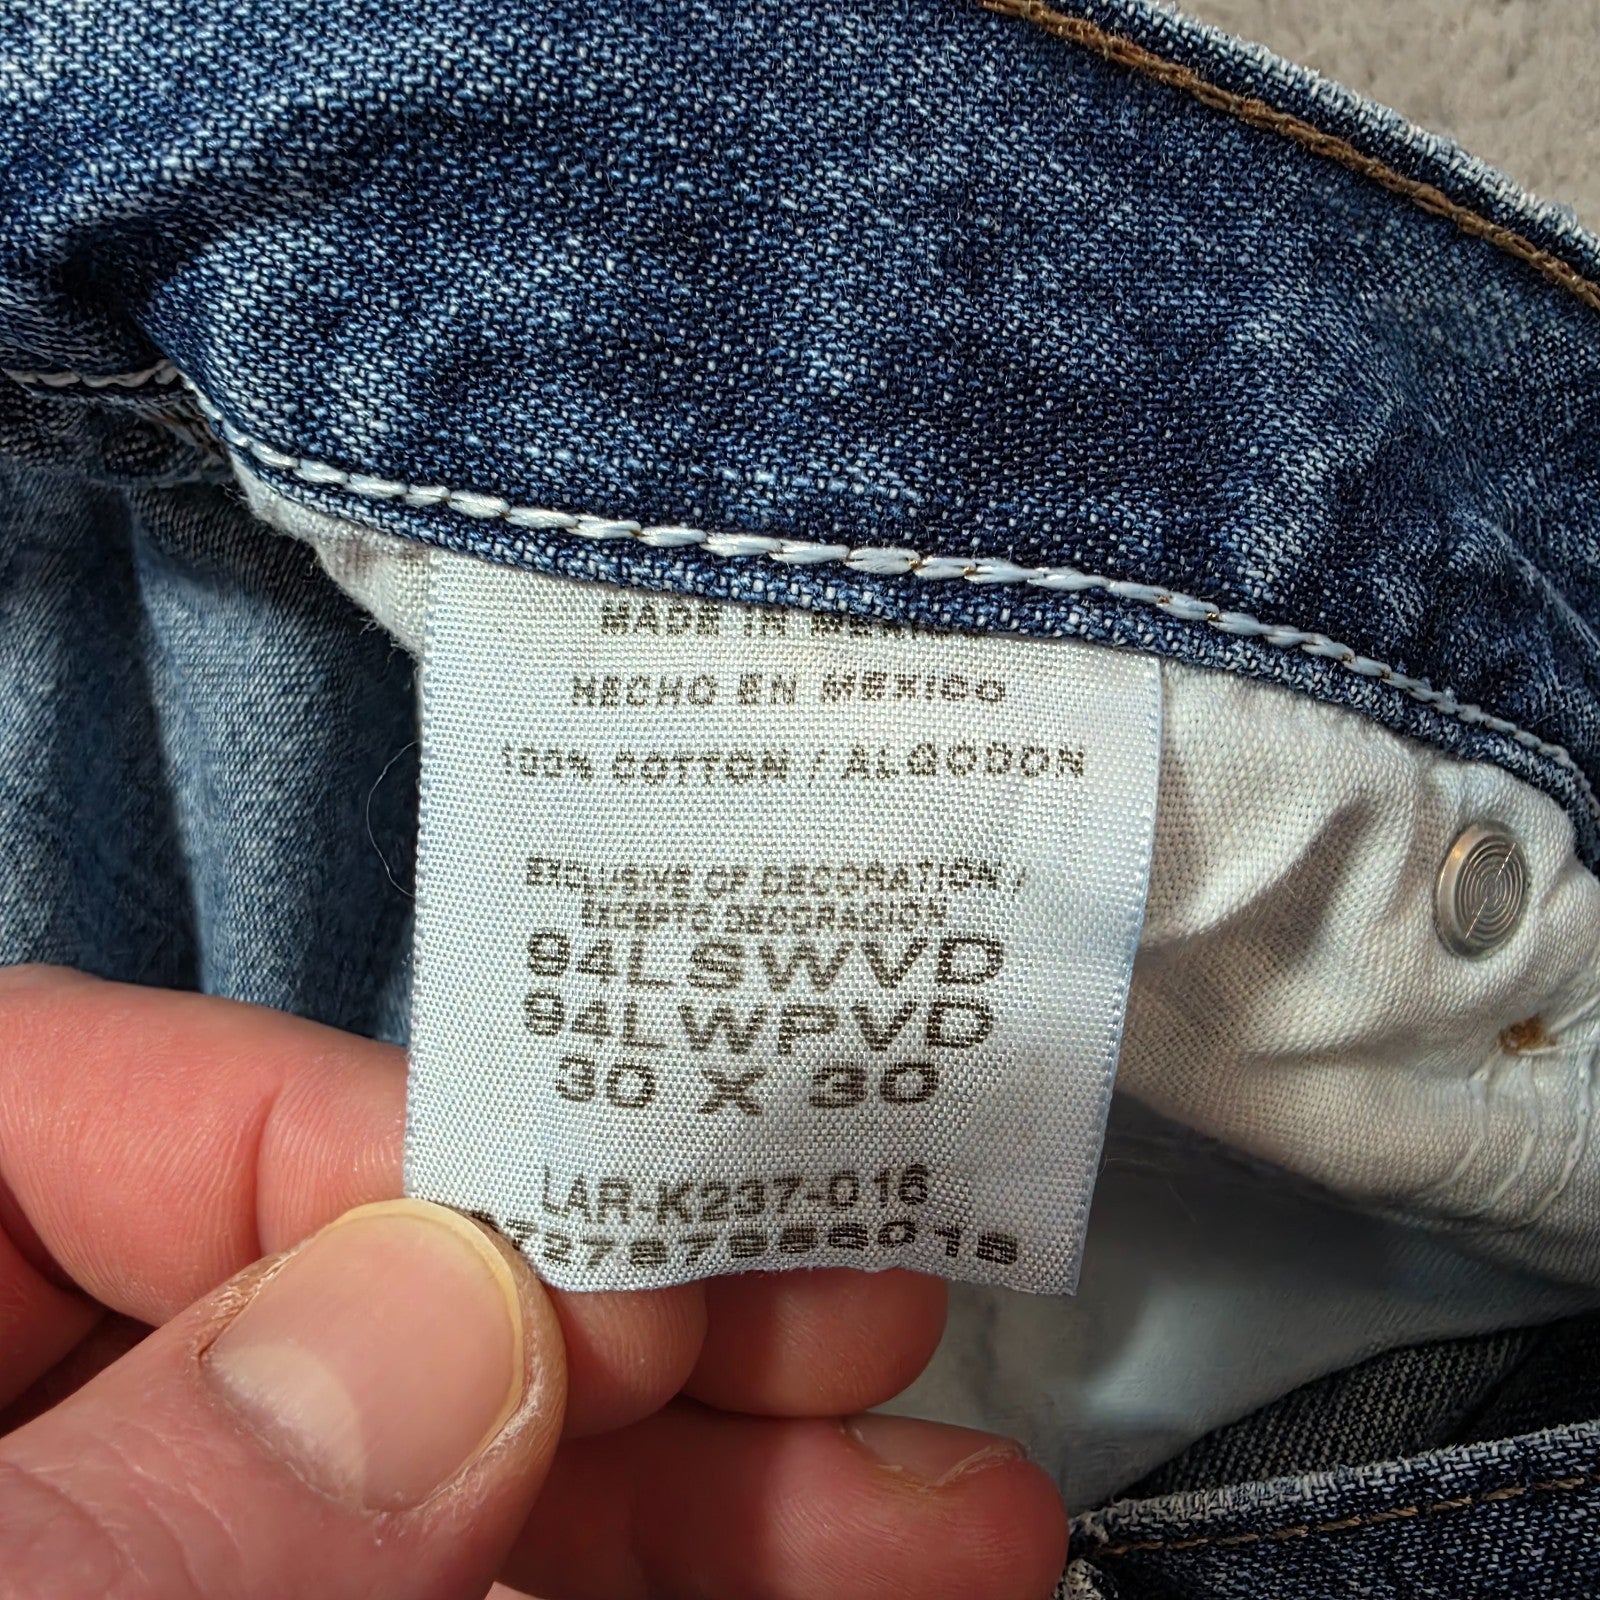 MADE IN MEXICO
HECHO EN MEXICO
100% COTTON / ALGODON
EXCLUSIVE OF DECORATION /
EXCEPTO DECORACION
94LSWVD
94LWPVD
30 X 30
LAR-K237-016